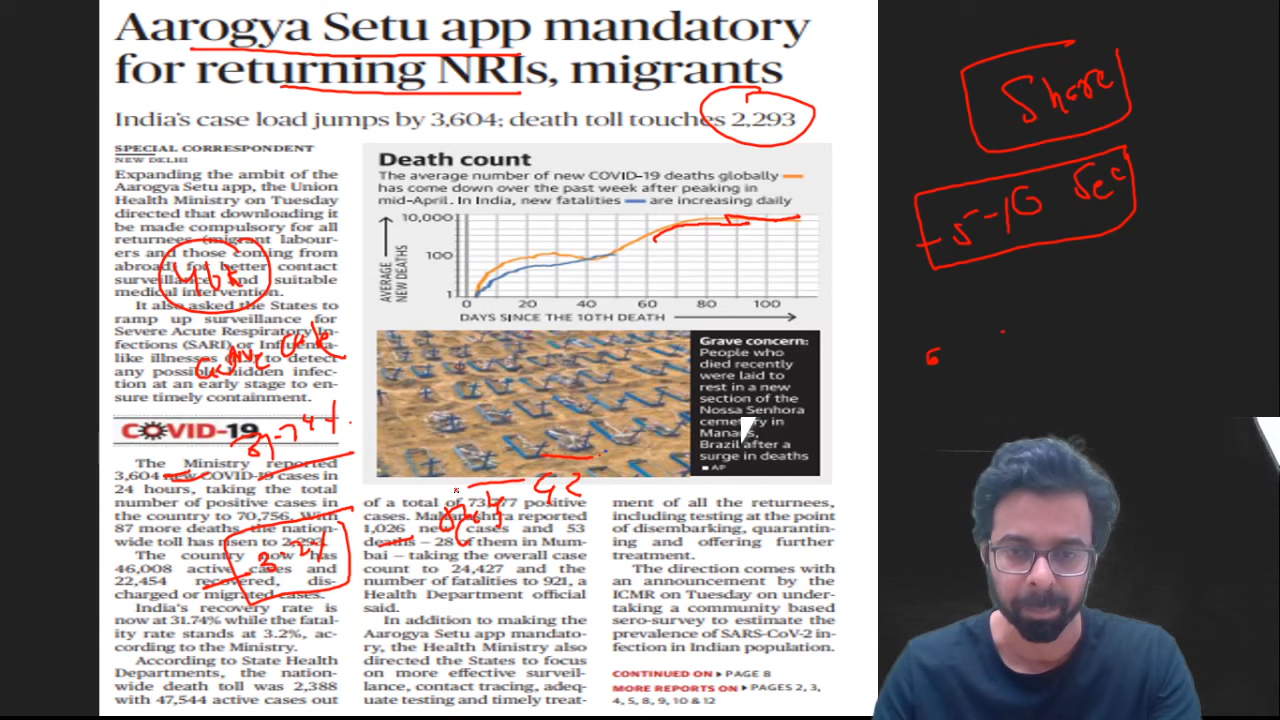 Aarogya Setu app mandatory
for returning NRIs, migrants
India's case load jumps by 3,604; death toll touches 2,293
SPECIAL CORRESPONDENT
NEW DELHI
Expanding the ambit of the
Aarogya Setu app, the Union
Health Ministry on Tuesday
directed that downloading it
be made compulsory for all
returnees (migrant labour-
ers and those coming from
abroad) for better contact
surveillance and suitable
medical intervention.
It also asked the States to
ramp up surveillance for
Severe Acute Respiratory In-
fections (SARI) or Influenza-
like illnesses to detect
any possible hidden infec-
tion at an early stage to en-
sure timely containment.
COVID-19
The Ministry reported
3,604 new COVID-19 cases in
24 hours, taking the total
number of positive cases in
the country to 70,756. With
87 more deaths, the nation-
wide toll has risen to 2,293.
The country now has
46,008 active cases and
22,454 recovered, dis-
charged or migrated cases.
India's recovery rate is
now at 31.74% while the fatal-
ity rate stands at 3.2%, ac-
cording to the Ministry.
According to State Health
Departments, the nation-
wide death toll was 2,388
with 47,544 active cases out
Death count
The average number of new COVID-19 deaths globally
has come down over the past week after peaking in
mid-April. In India, new fatalities are increasing daily
10,000
100
1
AVERAGE
NEW DEATHS
0 20 40 60 80 100
DAYS SINCE THE 10TH DEATH
Grave concern:
People who
died recently
were laid to
rest in a new
section of the
Nossa Senhora
cemetery in
Manaus,
Brazil after a
surge in deaths
AP
of a total of positive
cases. Maharashtra reported
1,026 new cases and 53
deaths – 28 of them in Mum-
bai – taking the overall case
count to 24,427 and the
number of fatalities to 921, a
Health Department official
said.
In addition to making the
Aarogya Setu app mandato-
ry, the Health Ministry also
directed the States to focus
on more effective surveil-
lance, contact tracing, adeq-
uate testing and timely treat-
ment of all the returnees,
including testing at the point
of disembarking, quarantin-
ing and offering further
treatment.
The direction comes with
an announcement by the
ICMR on Tuesday on under-
taking a community based
sero-survey to estimate the
prevalence of SARS-CoV-2 in-
fection in Indian population.
CONTINUED ON PAGE 8
MORE REPORTS ON PAGES 2, 3,
4, 5, 8, 9, 10 & 12
46k
active case
31.74%
3.2%
Share
5-10 Sec